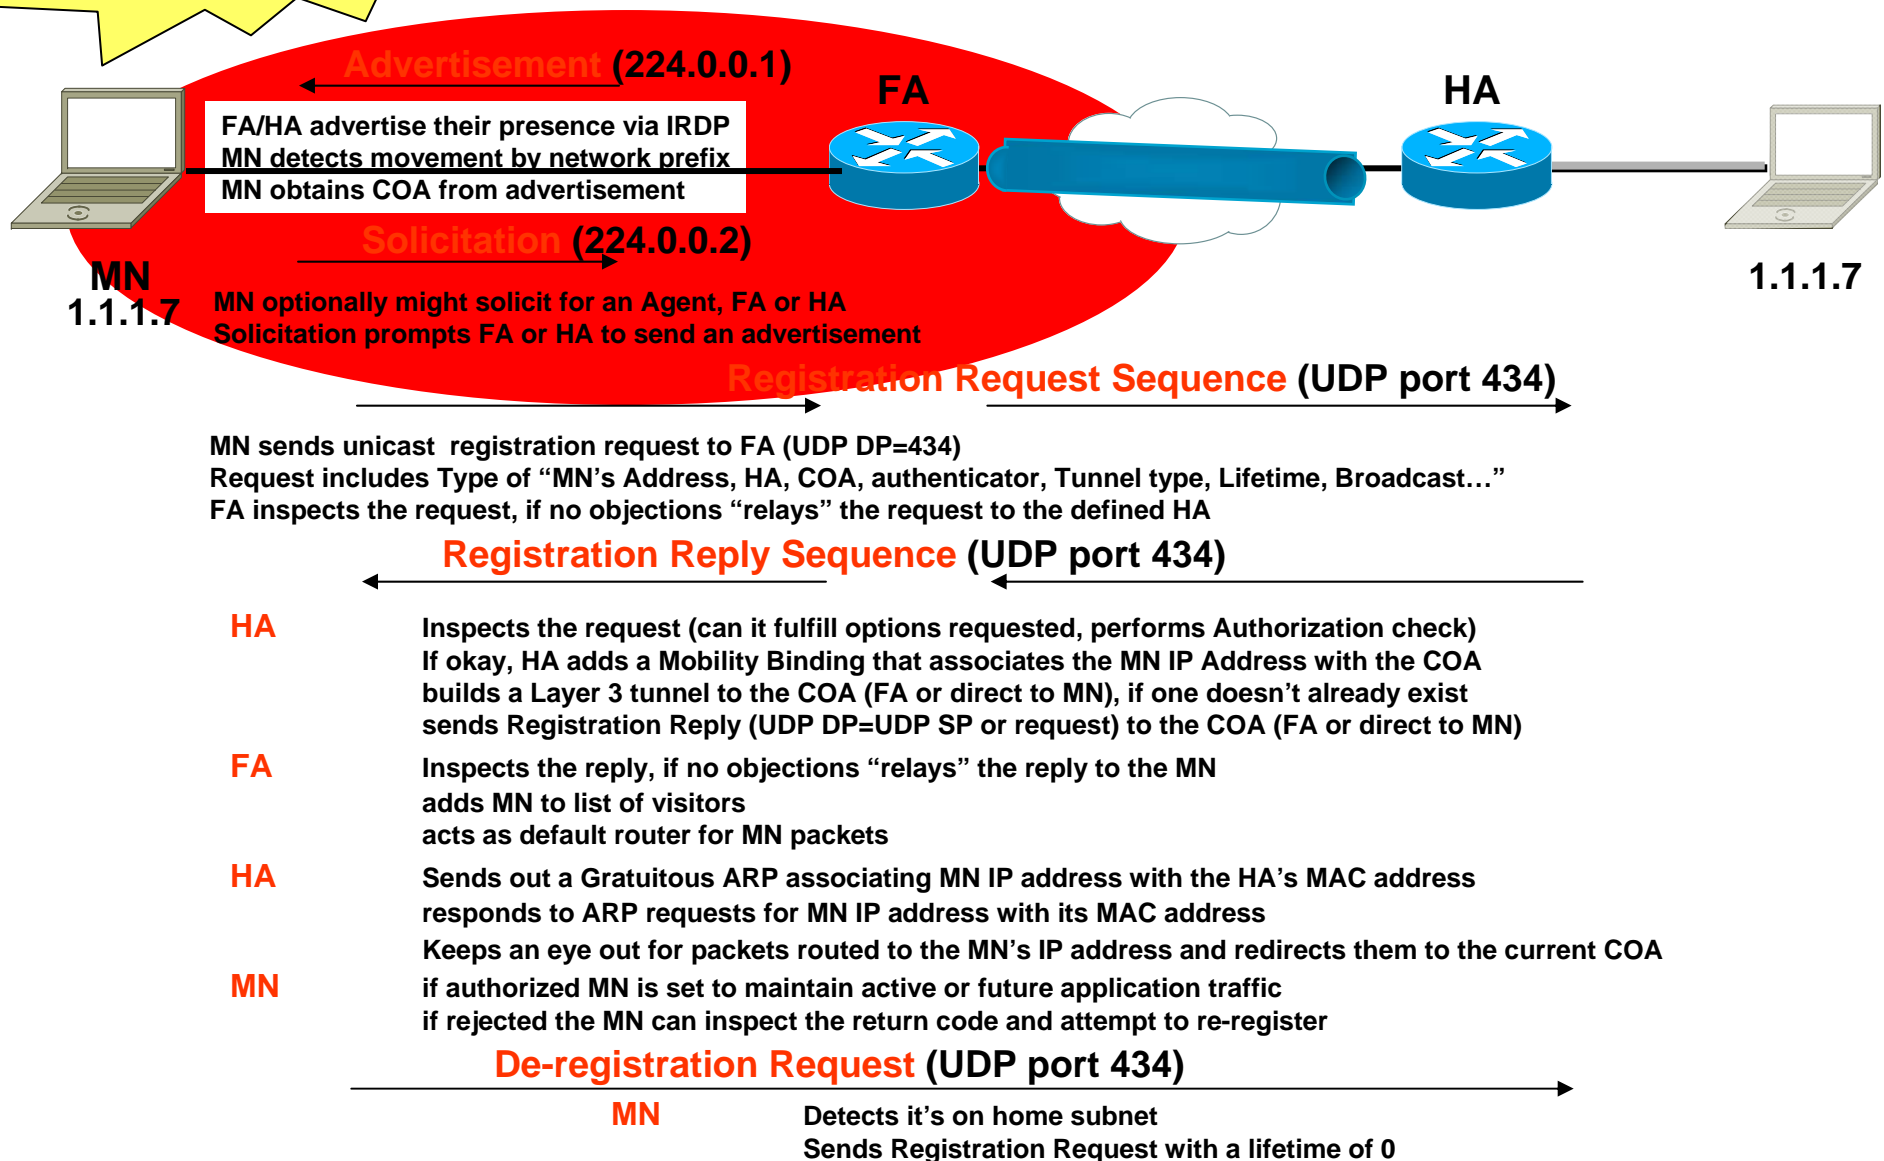 Advertisement (224.0.0.1)
FA
HA
FA/HA advertise their presence via IRDP
MN detects movement by network prefix
MN obtains COA from advertisement
Solicitation (224.0.0.2)
MN
1.1.1.7
1.1.1.7
MN optionally might solicit for an Agent, FA or HA
Solicitation prompts FA or HA to send an advertisement
Registration Request Sequence (UDP port 434)
MN sends unicast  registration request to FA (UDP DP=434)
Request includes Type of “MN’s Address, HA, COA, authenticator, Tunnel type, Lifetime, Broadcast…”
FA inspects the request, if no objections “relays” the request to the defined HA
Registration Reply Sequence (UDP port 434)
HA Inspects the request (can it fulfill options requested, performs Authorization check)
If okay, HA adds a Mobility Binding that associates the MN IP Address with the COA
builds a Layer 3 tunnel to the COA (FA or direct to MN), if one doesn’t already exist
sends Registration Reply (UDP DP=UDP SP or request) to the COA (FA or direct to MN)
FA Inspects the reply, if no objections “relays” the reply to the MN
adds MN to list of visitors
acts as default router for MN packets
HA Sends out a Gratuitous ARP associating MN IP address with the HA’s MAC address
responds to ARP requests for MN IP address with its MAC address
Keeps an eye out for packets routed to the MN’s IP address and redirects them to the current COA
MN if authorized MN is set to maintain active or future application traffic
if rejected the MN can inspect the return code and attempt to re-register
De-registration Request (UDP port 434)
MN Detects it’s on home subnet
Sends Registration Request with a lifetime of 0